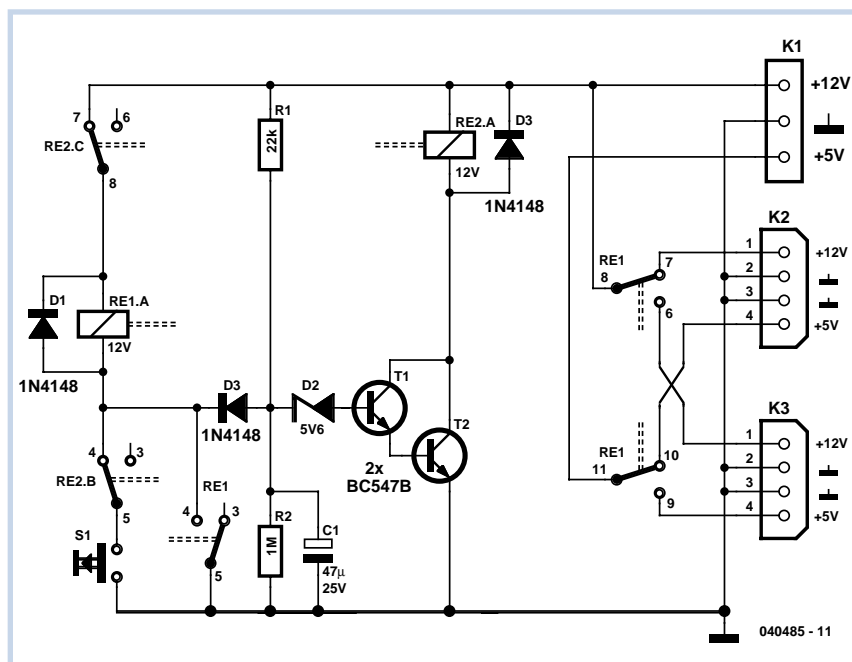 K1
+12V
+5V
R1
22k
7
6
RE2.C
8
RE2.A
12V
D3
1N4148
K2
1
+12V
2
3
4
+5V
RE1
8
7
6
D1
RE1.A
12V
1N4148
D3
1N4148
D2
5V6
T1
T2
2x
BC547B
K3
1
+12V
2
3
4
+5V
RE1
11
10
9
4
3
RE2.B
5
RE1
4
3
5
S1
R2
1M
C1
47µ
25V
040485 - 11